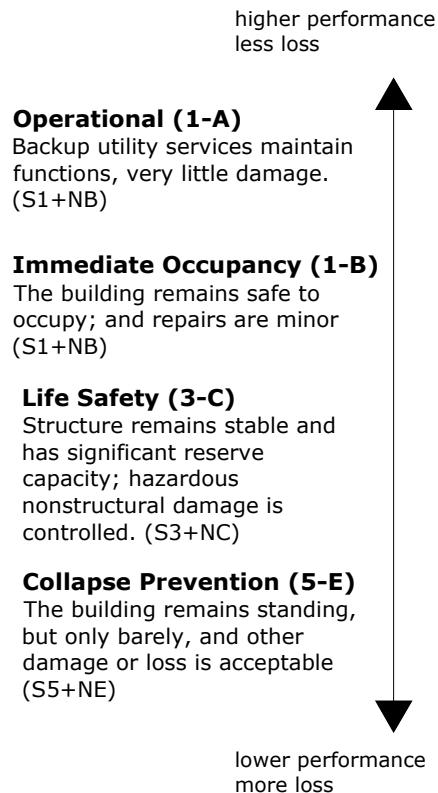 higher performance
less loss
Operational (1-A)
Backup utility services maintain
functions, very little damage.
(S1+NB)
Immediate Occupancy (1-B)
The building remains safe to
occupy; and repairs are minor
(S1+NB)
Life Safety (3-C)
Structure remains stable and
has significant reserve
capacity; hazardous
nonstructural damage is
controlled. (S3+NC)
Collapse Prevention (5-E)
The building remains standing,
but only barely, and other
damage or loss is acceptable
(S5+NE)
lower performance
more loss